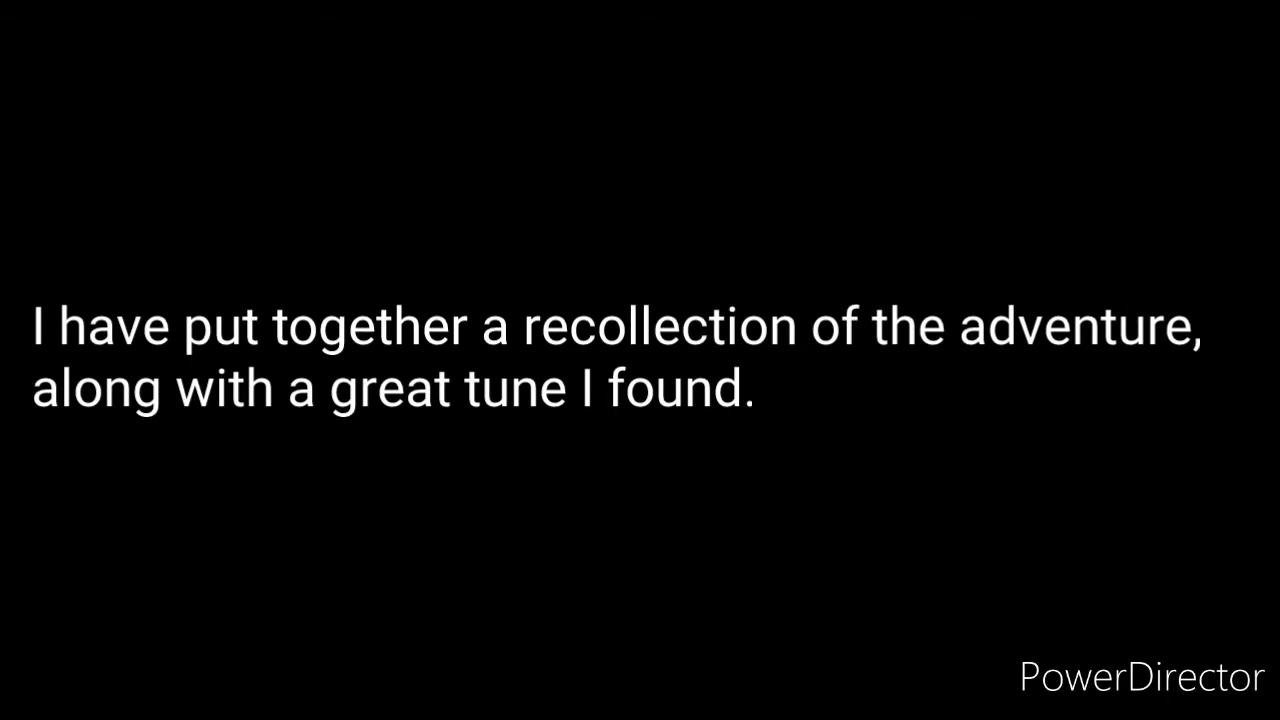 I have put together a recollection of the adventure,
along with a great tune I found.
PowerDirector